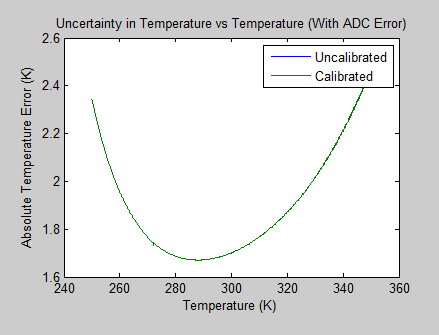 Uncertainty in Temperature vs Temperature (With ADC Error)
2.6
2.4
2.2
2
1.8
1.6
Absolute Temperature Error (K)
Uncalibrated
Calibrated
240
260
280
300
320
340
360
Temperature (K)